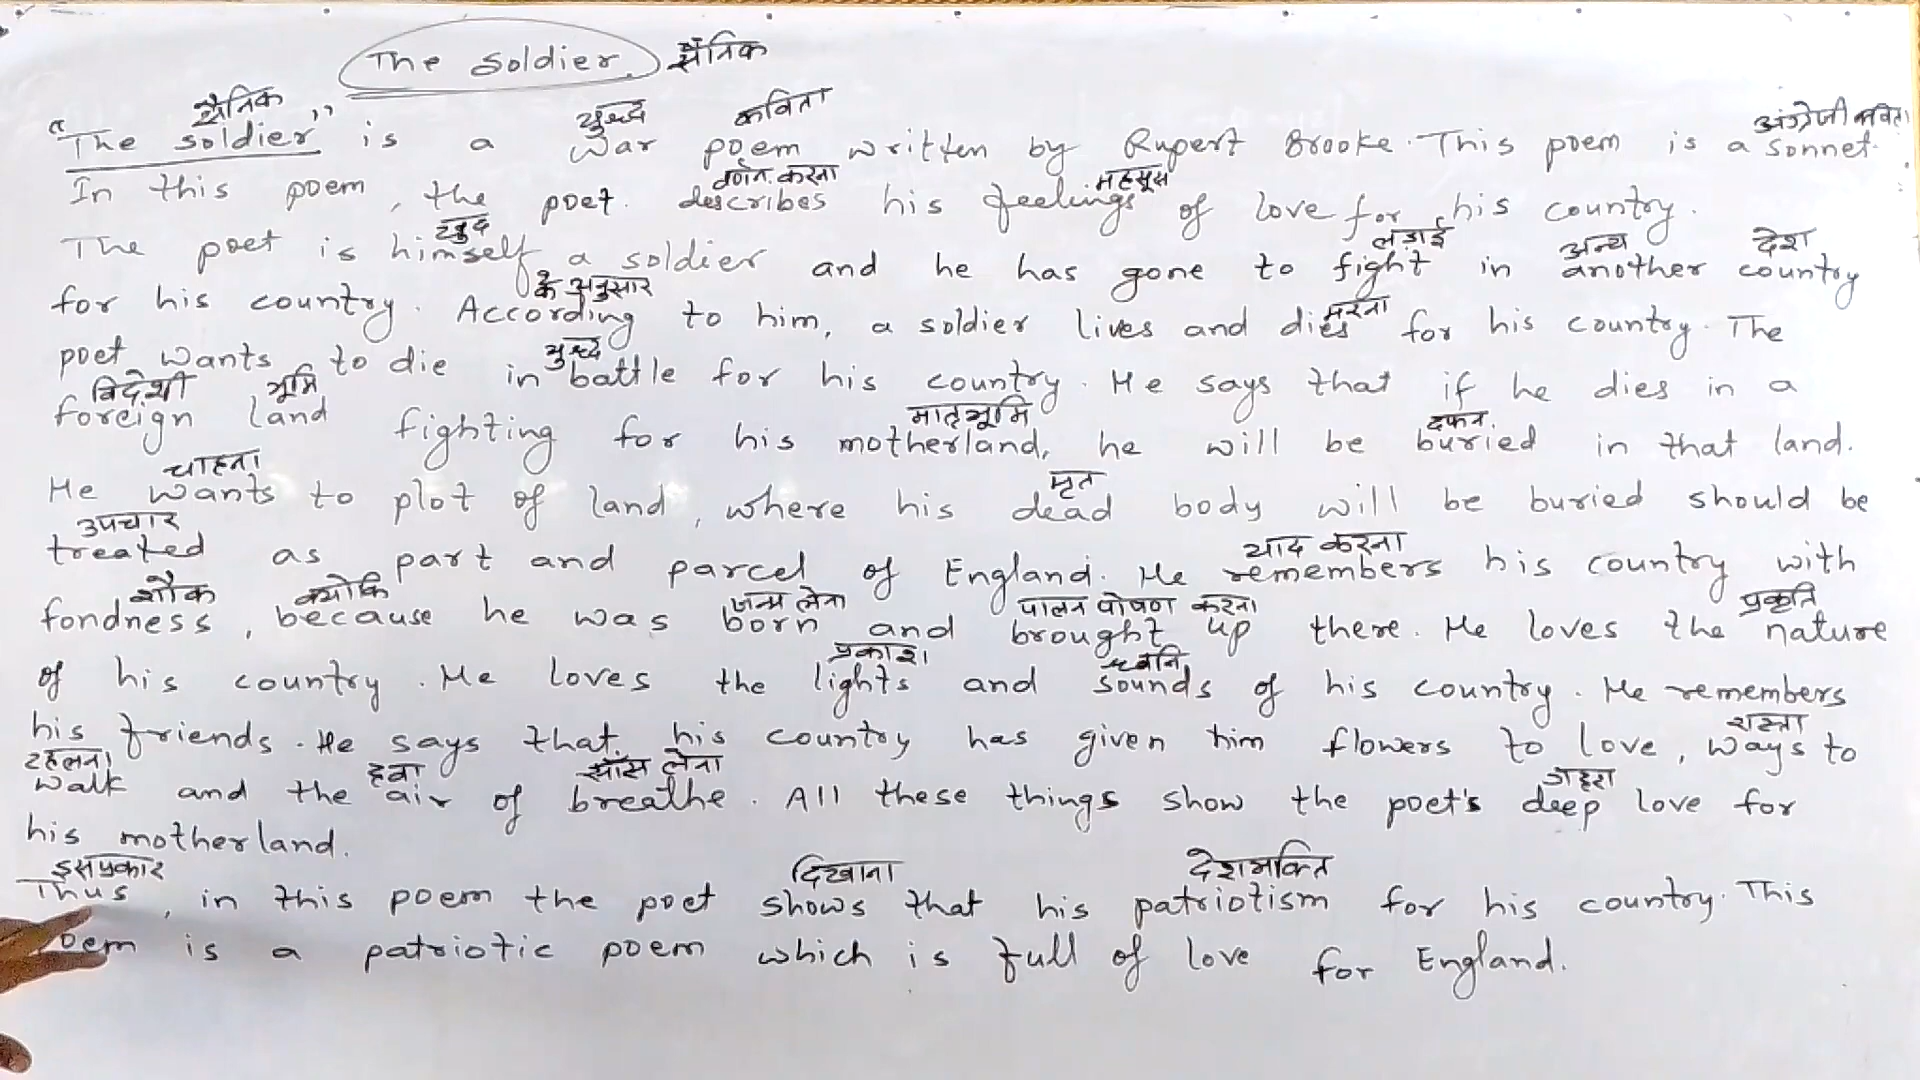 The soldier. सैनिक
सैनिक युद्ध कविता अंग्रेजी कविता
"The soldier" is a war poem written by Rupert Brooke. This poem is a sonnet.
वर्णन करना महसूस
In this poem, the poet. describes his feelings of love for his country.
खुद लड़ाई अन्य देश
The poet is himself a soldier and he has gone to fight in another country
के अनुसार मरना
for his country. According to him, a soldier lives and dies for his country. The
युद्ध
poet wants to die in battle for his country. He says that if he dies in a
विदेशी भूमि मातृभूमि दफन
foreign land fighting for his motherland, he will be buried in that land.
चाहना मृत
He wants to plot of land, where his dead body will be buried should be
उपचार याद करना
treated as part and parcel of England. He remembers his country with
शौक क्योकि जन्म लेना पालन पोषण करना प्रकृति
fondness, because he was born and brought up there. He loves the nature
प्रकाश ध्वनि
of his country. He loves the lights and sounds of his country. He remembers
रास्ता
his friends. He says that his country has given him flowers to love, ways to
टहलना हवा साँस लेना गहरा
walk and the air of breathe. All these things show the poet's deep love for
his motherland.
इसप्रकार दिखाना देशभक्ति
Thus, in this poem the poet shows that his patriotism for his country. This
oem is a patriotic poem which is full of love for England.